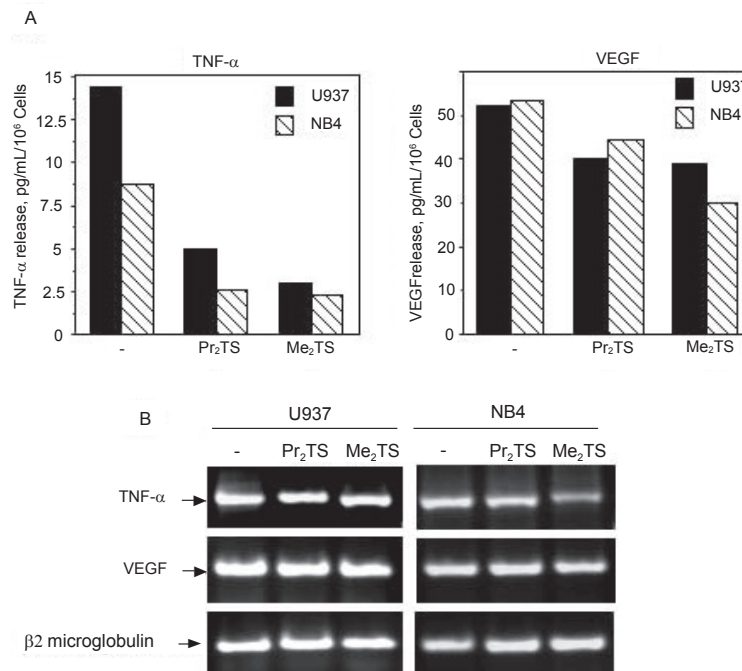 A
TNF-α
TNF-α release, pg/mL/10⁶ Cells
15
12.5
10
7.5
5
2.5
0
U937
NB4
-
Pr₂TS
Me₂TS
VEGF
VEGFrelease, pg/mL/10⁶ Cells
50
40
30
20
10
0
U937
NB4
-
Pr₂TS
Me₂TS
B
U937
NB4
- Pr₂TS Me₂TS
- Pr₂TS Me₂TS
TNF-α
VEGF
β2 microglobulin